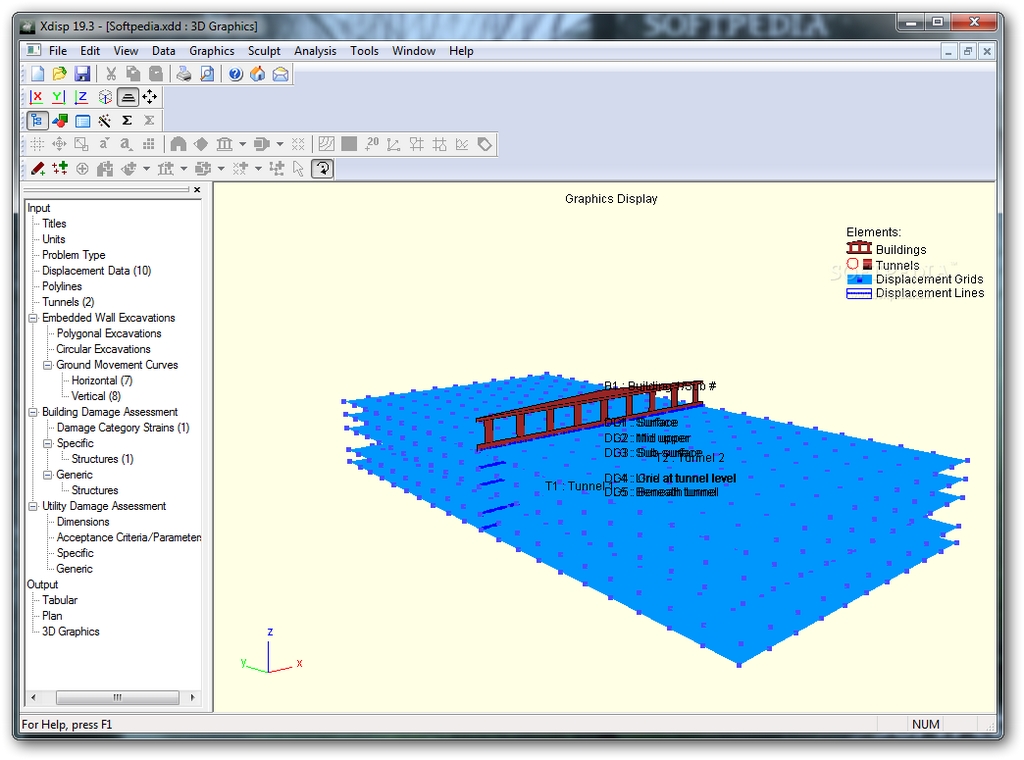 SOFTPEDIA
Xdisp 19.3 - [Softpedia.xdd : 3D Graphics]
File Edit View Data Graphics Sculpt Analysis Tools Window Help
X Y Z
Σ Σ
a a 20
Graphics Display
Input
Titles
Units
Problem Type
Displacement Data (10)
Polylines
Tunnels (2)
Embedded Wall Excavations
Polygonal Excavations
Circular Excavations
Ground Movement Curves
Horizontal (7)
Vertical (8)
Building Damage Assessment
Damage Category Strains (1)
Specific
Structures (1)
Generic
Structures
Utility Damage Assessment
Dimensions
Acceptance Criteria/Parameters
Specific
Generic
Output
Tabular
Plan
3D Graphics
Elements:
Buildings
Tunnels
Displacement Grids
Displacement Lines
B1 : Building #/Sub #
DG1 : Surface
DG2 : Mid upper
DG3 : Sub-surface
T2 : Tunnel 2
DG4 : Grid at tunnel level
T1 : Tunnel
DG5 : Beneath tunnel
z
y x
For Help, press F1 NUM